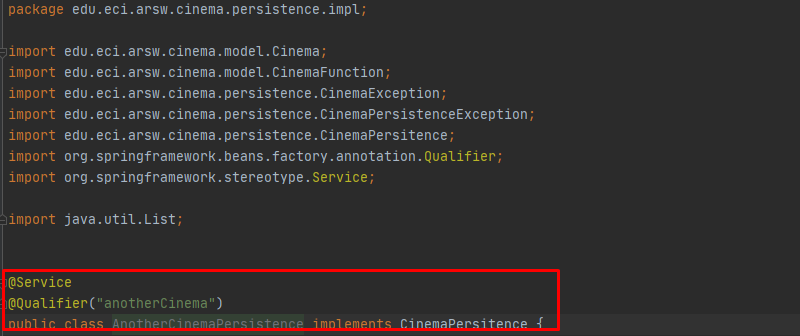 package edu.eci.arsw.cinema.persistence.impl;
import edu.eci.arsw.cinema.model.Cinema;
import edu.eci.arsw.cinema.model.CinemaFunction;
import edu.eci.arsw.cinema.persistence.CinemaException;
import edu.eci.arsw.cinema.persistence.CinemaPersistenceException;
import edu.eci.arsw.cinema.persistence.CinemaPersitence;
import org.springframework.beans.factory.annotation.Qualifier;
import org.springframework.stereotype.Service;
import java.util.List;
@Service
@Qualifier("anotherCinema")
public class AnotherCinemaPersistence implements CinemaPersitence {